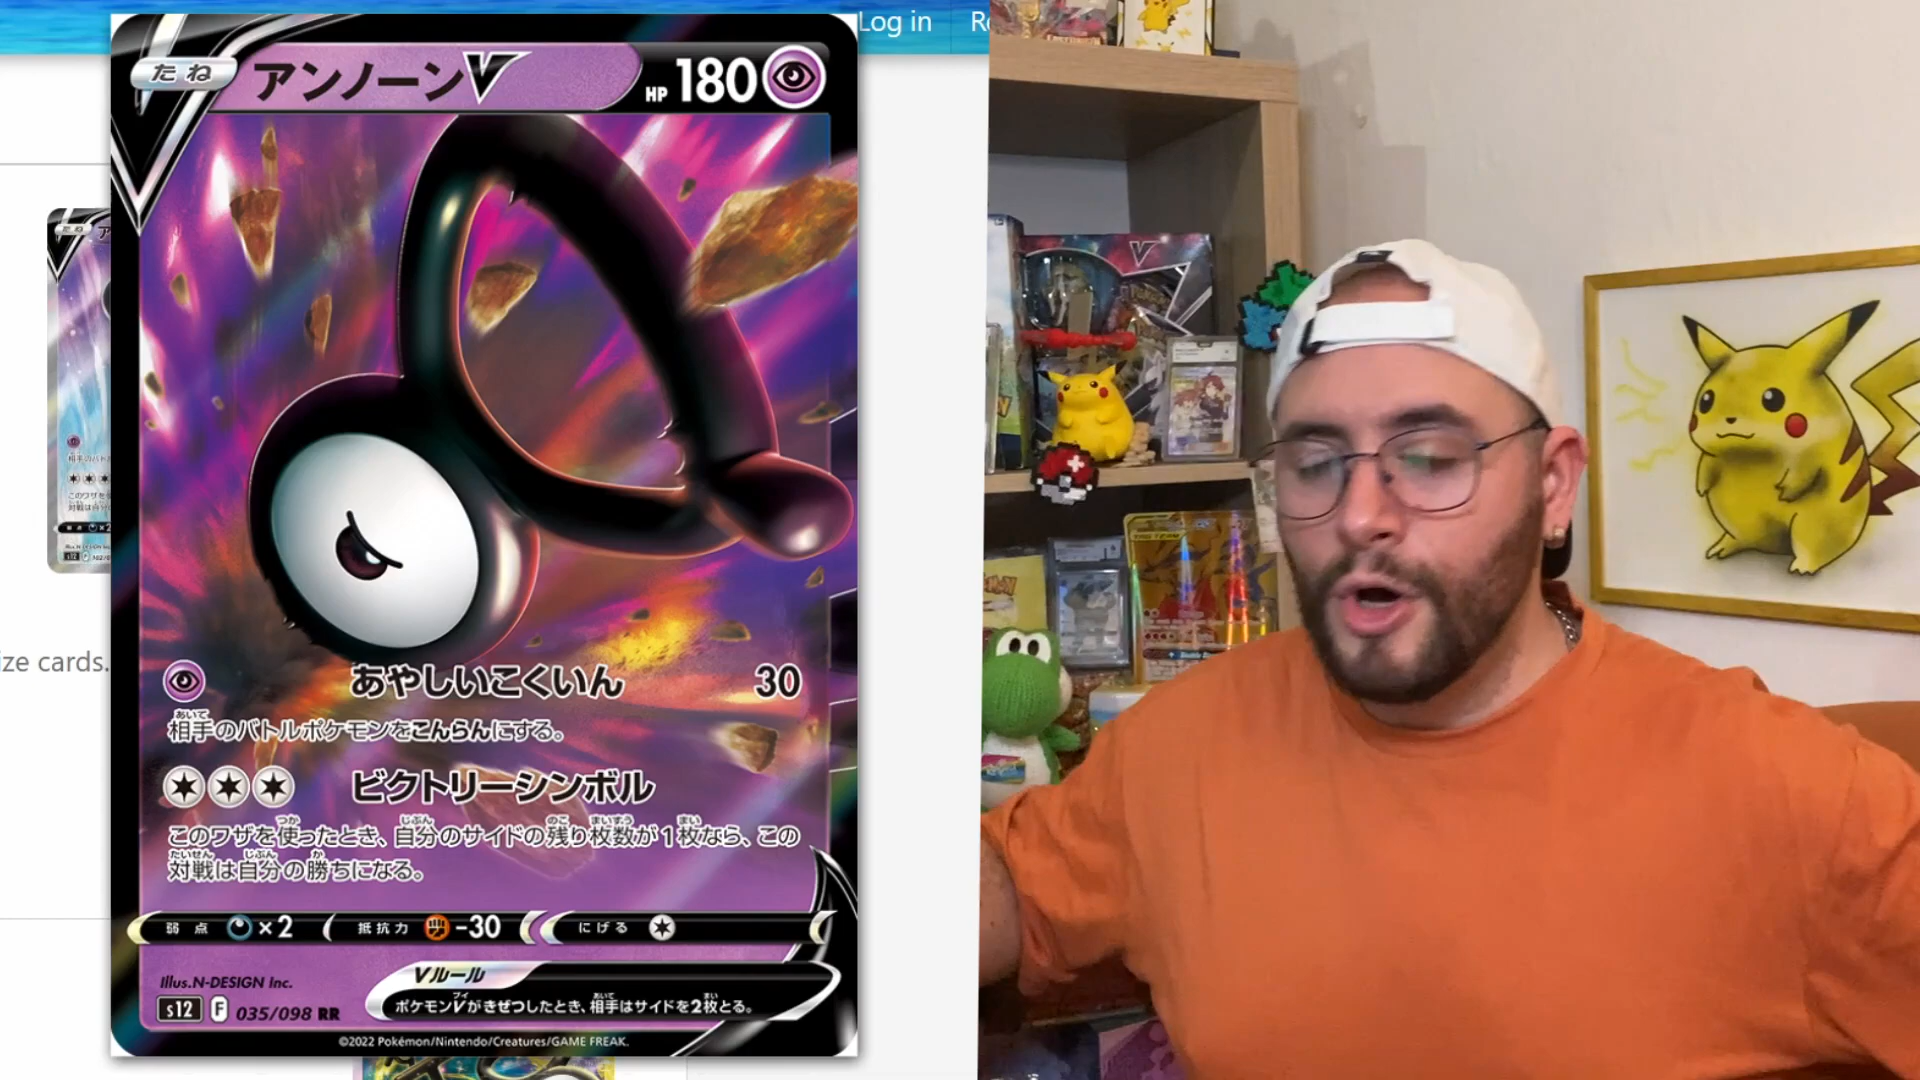 Log in
たね
アンノーンV
HP 180
あやしいこくいん 30
相手のバトルポケモンをこんらんにする。
ビクトリーシンボル
このワザを使ったとき、自分のサイドの残り枚数が1枚なら、この
対戦は自分の勝ちになる。
弱点 ×2 抵抗力 -30 にげる
Vルール
ポケモンVがきぜつしたとき、相手はサイドを2枚とる。
Illus.N-DESIGN Inc.
s12 F 035/098 RR
©2022 Pokémon/Nintendo/Creatures/GAME FREAK.
ize cards.